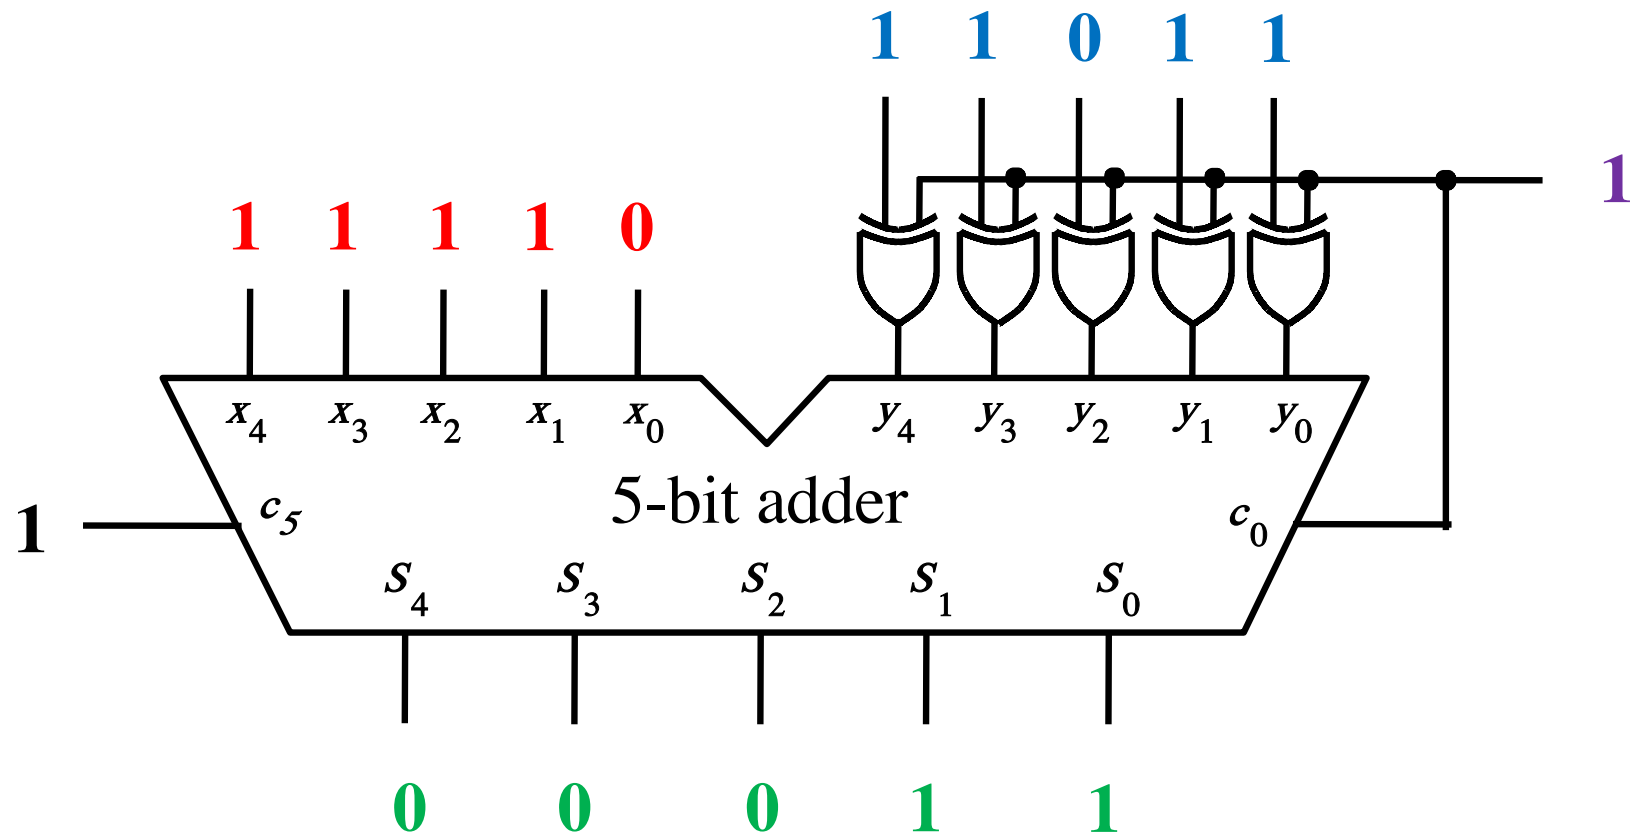 1 1 0 1 1
1
1 1 1 1 0
x4 x3 x2 x1 x0 y4 y3 y2 y1 y0
5-bit adder
1 c5 c0
S4 S3 S2 S1 S0
0 0 0 1 1